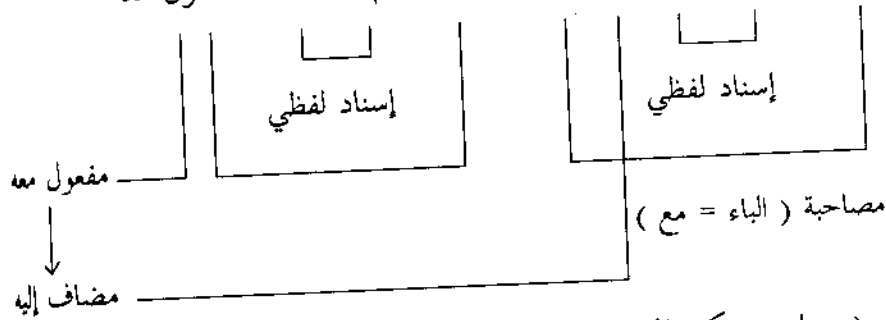 إسناد لفظي
إسناد لفظي
مفعول معه
مصاحبة ( الباء = مع )
مضاف إليه